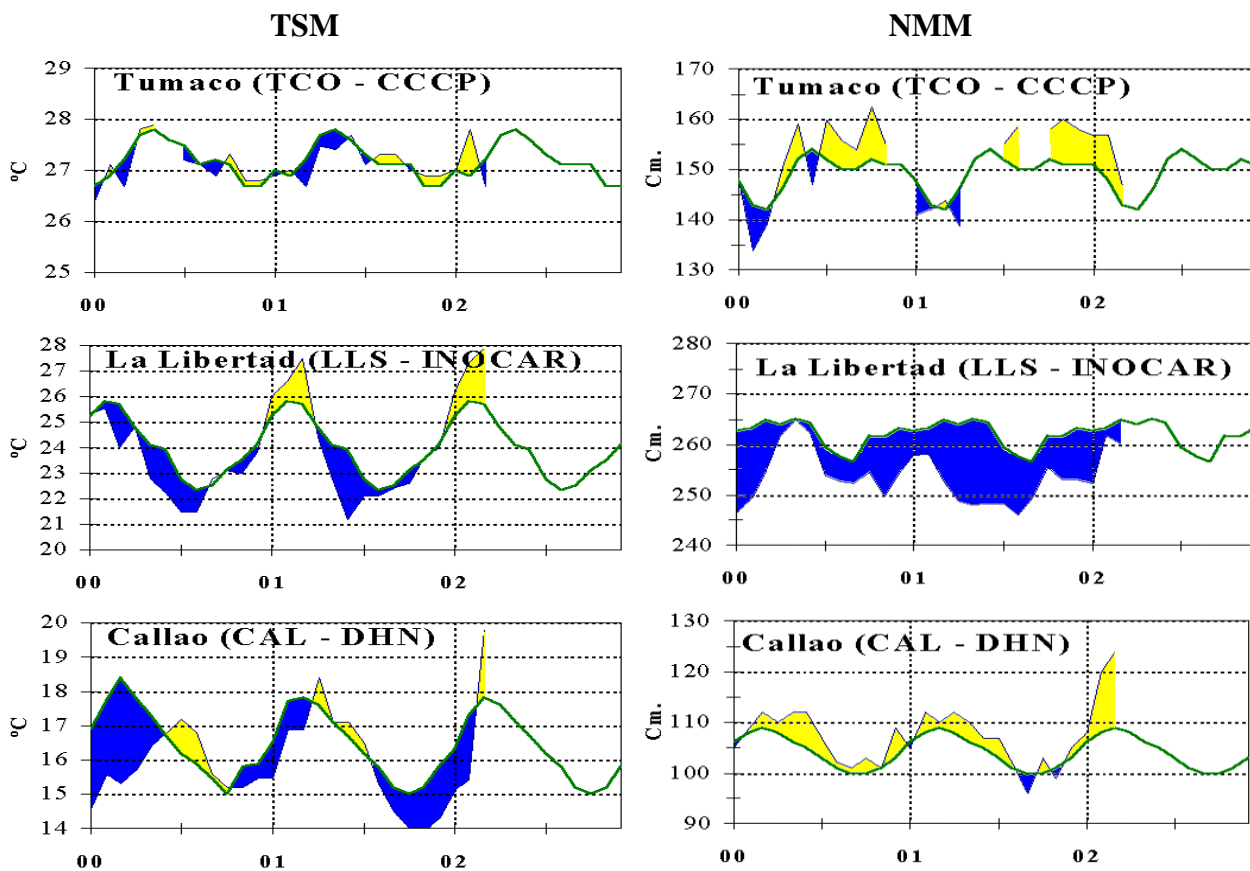 TSM
NMM
Tumaco (TCO - CCCP)
ºC
29
28
27
26
25
00 01 02
Tumaco (TCO - CCCP)
Cm.
170
160
150
140
130
00 01 02
La Libertad (LLS - INOCAR)
28
27
26
25
24
23
22
21
20
00 01 02
La Libertad (LLS - INOCAR)
280
270
260
250
240
00 01 02
Callao (CAL - DHN)
ºC
20
19
18
17
16
15
14
00 01 02
Callao (CAL - DHN)
Cm.
130
120
110
100
90
00 01 02